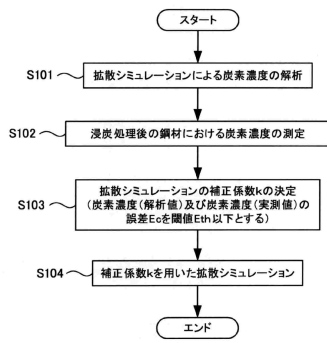 スタート
S101
拡散シミュレーションによる炭素濃度の解析
S102
浸炭処理後の鋼材における炭素濃度の測定
S103
拡散シミュレーションの補正係数kの決定
(炭素濃度(解析値)及び炭素濃度(実測値)の
誤差Ecを閾値Eth以下とする)
S104
補正係数kを用いた拡散シミュレーション
エンド